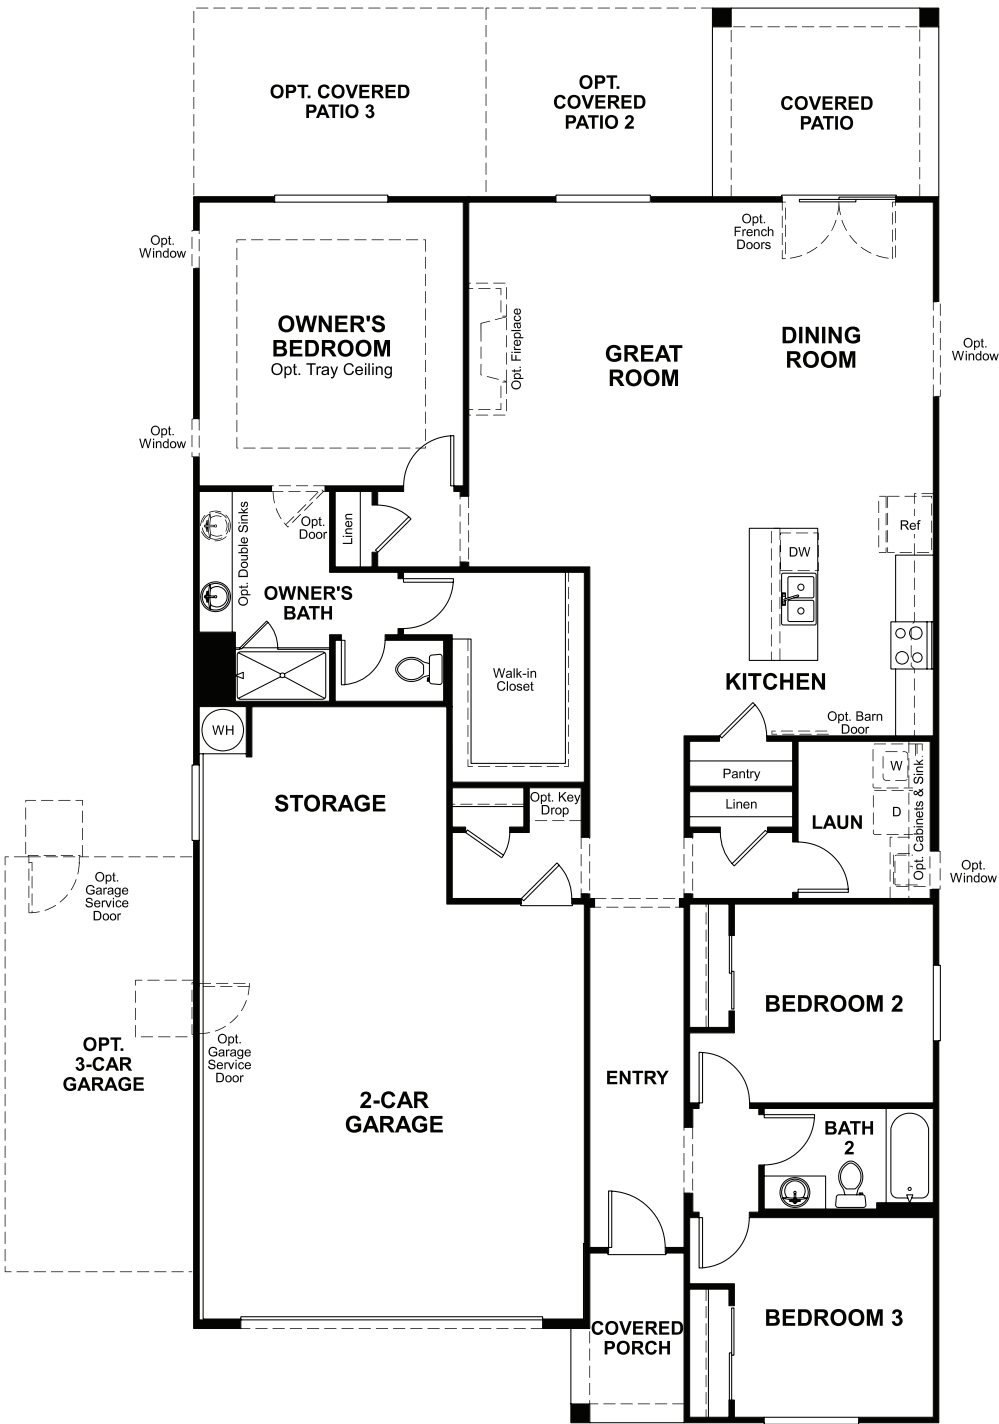 OPT. COVERED
PATIO 3
OPT.
COVERED
PATIO 2
COVERED
PATIO
Opt.
French
Doors
Opt.
Window
OWNER'S
BEDROOM
Opt. Tray Ceiling
Opt. Fireplace
GREAT
ROOM
DINING
ROOM
Opt.
Window
Opt.
Window
Opt. Double Sinks
Opt.
Door
Linen
Ref
DW
OWNER'S
BATH
Walk-in
Closet
KITCHEN
Opt. Barn
Door
WH
STORAGE
Opt. Key
Drop
Pantry
Linen
LAUN
W
D
Opt. Cabinets & Sink
Opt.
Window
Opt.
Garage
Service
Door
BEDROOM 2
OPT.
3-CAR
GARAGE
Opt.
Garage
Service
Door
2-CAR
GARAGE
ENTRY
BATH
2
COVERED
PORCH
BEDROOM 3